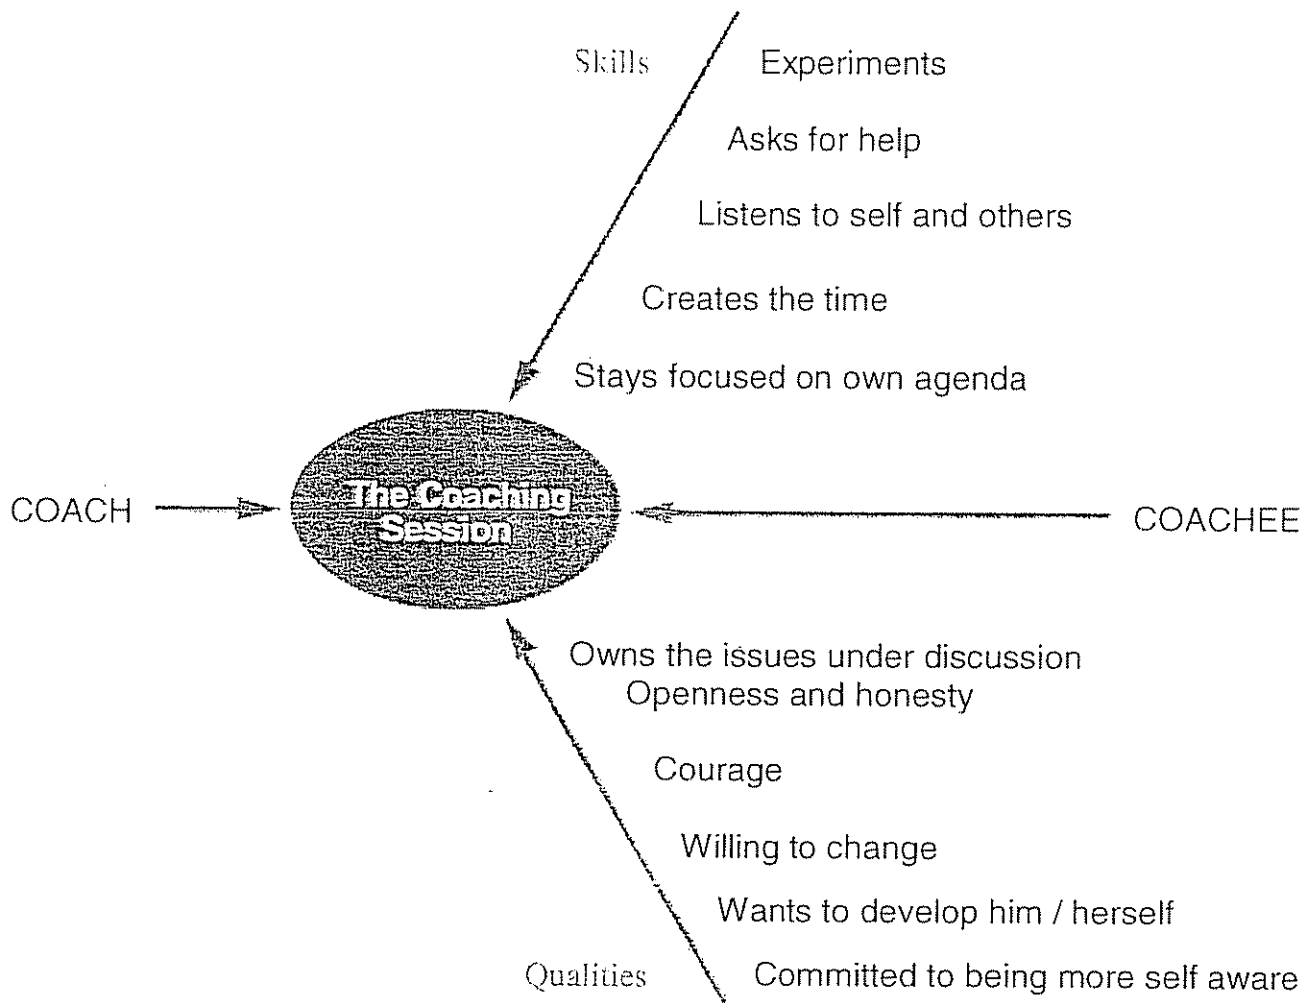 Skills
Experiments
Asks for help
Listens to self and others
Creates the time
Stays focused on own agenda
The Coaching
Session
COACH
COACHEE
Owns the issues under discussion
Openness and honesty
Courage
Willing to change
Wants to develop him / herself
Qualities
Committed to being more self aware